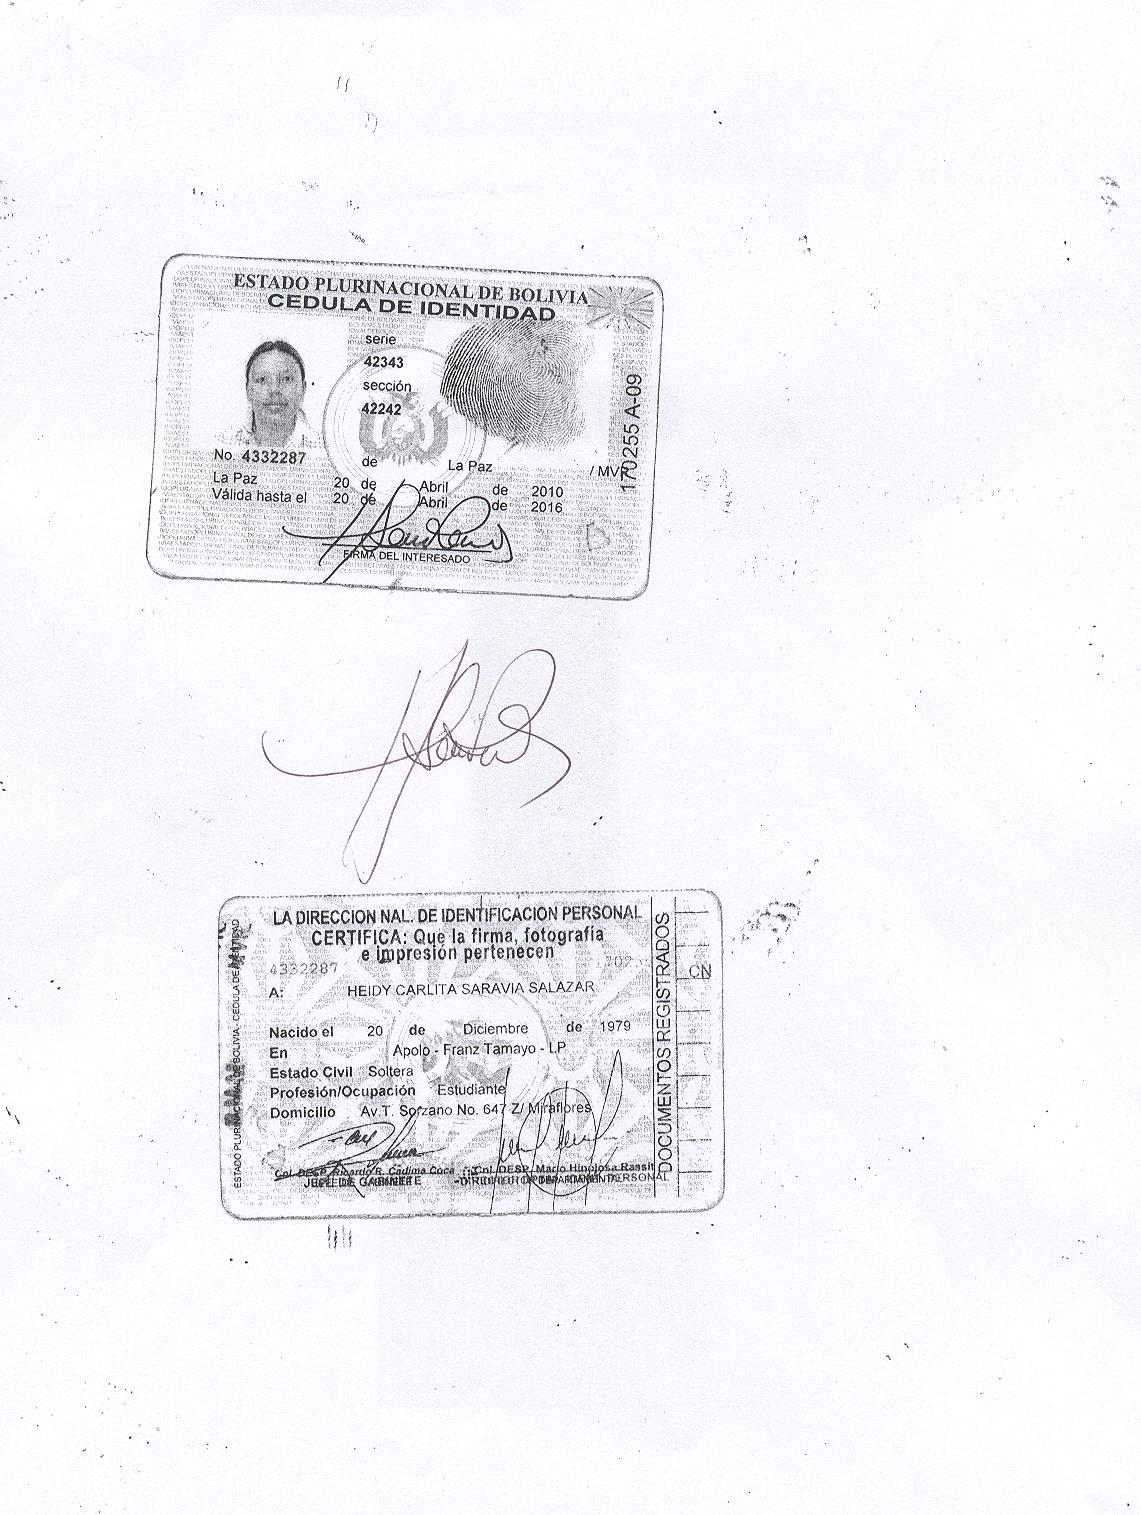 ESTADO PLURINACIONAL DE BOLIVIA
CEDULA DE IDENTIDAD
serie
42343
sección
42242
No. 4332287 de La Paz / MVR
La Paz 20 de Abril de 2010
Válida hasta el 20 de Abril de 2016
FIRMA DEL INTERESADO
170255 A-09
LA DIRECCION NAL. DE IDENTIFICACION PERSONAL
CERTIFICA: Que la firma, fotografía
e impresión pertenecen
4332287
A: HEIDY CARLITA SARAVIA SALAZAR
Nacido el 20 de Diciembre de 1979
En Apolo - Franz Tamayo - LP
Estado Civil Soltera
Profesión/Ocupación Estudiante
Domicilio Av.T. Sorzano No. 647 Z/ Miraflores
Cnl. DESP. Ricardo R. Cadima Coca Cnl. DESP. Mario Hinojosa Rassit
JEFE DE GABINETE
DOCUMENTOS REGISTRADOS
CN
ESTADO PLURINACIONAL DE BOLIVIA - CEDULA DE IDENTIDAD